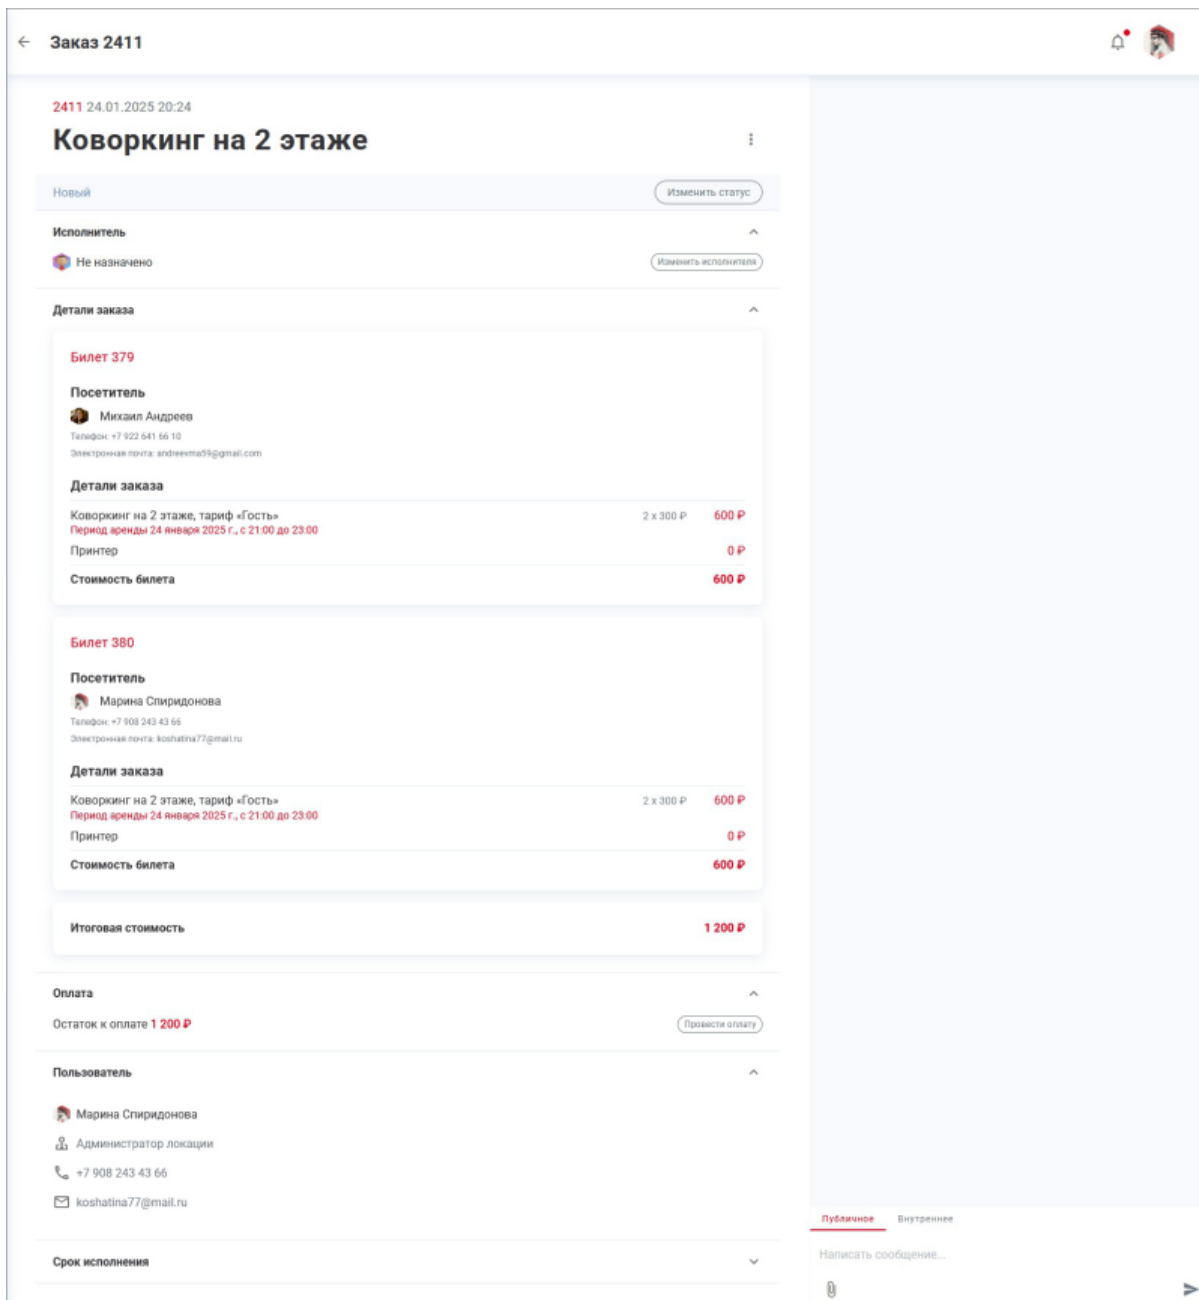 Заказ 2411
2411 24.01.2025 20:24
Коворкинг на 2 этаже
Новый
Изменить статус
Исполнитель
Не назначено
Изменить исполнителя
Детали заказа
Билет 379
Посетитель
Михаил Андреев
Телефон: +7 922 641 66 10
Электронная почта: andreevma59@gmail.com
Детали заказа
Коворкинг на 2 этаже, тариф «Гость» 2 x 300 ₽ 600 ₽
Период аренды 24 января 2025 г., с 21:00 до 23:00
Принтер 0 ₽
Стоимость билета 600 ₽
Билет 380
Посетитель
Марина Спиридонова
Телефон: +7 908 243 43 66
Электронная почта: koshatina77@mail.ru
Детали заказа
Коворкинг на 2 этаже, тариф «Гость» 2 x 300 ₽ 600 ₽
Период аренды 24 января 2025 г., с 21:00 до 23:00
Принтер 0 ₽
Стоимость билета 600 ₽
Итоговая стоимость 1 200 ₽
Оплата
Остаток к оплате 1 200 ₽
Провести оплату
Пользователь
Марина Спиридонова
Администратор локации
+7 908 243 43 66
koshatina77@mail.ru
Срок исполнения
Публичное Внутреннее
Написать сообщение...